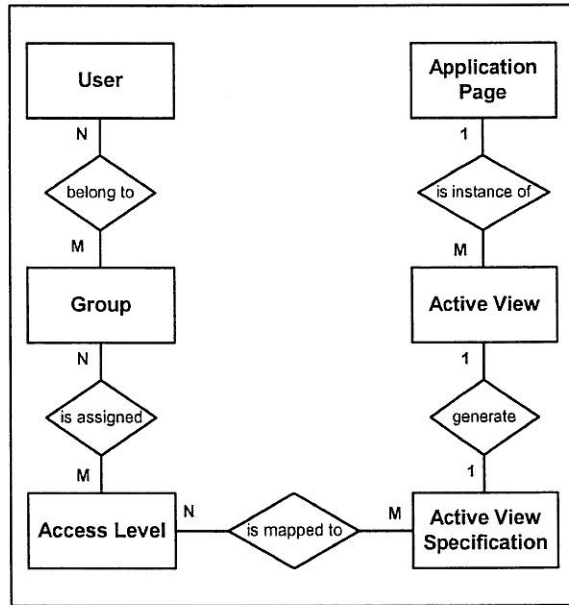 User
N
belong to
M
Group
N
is assigned
M
Access Level
N
is mapped to
M
Application
Page
1
is instance of
M
Active View
1
generate
1
Active View
Specification